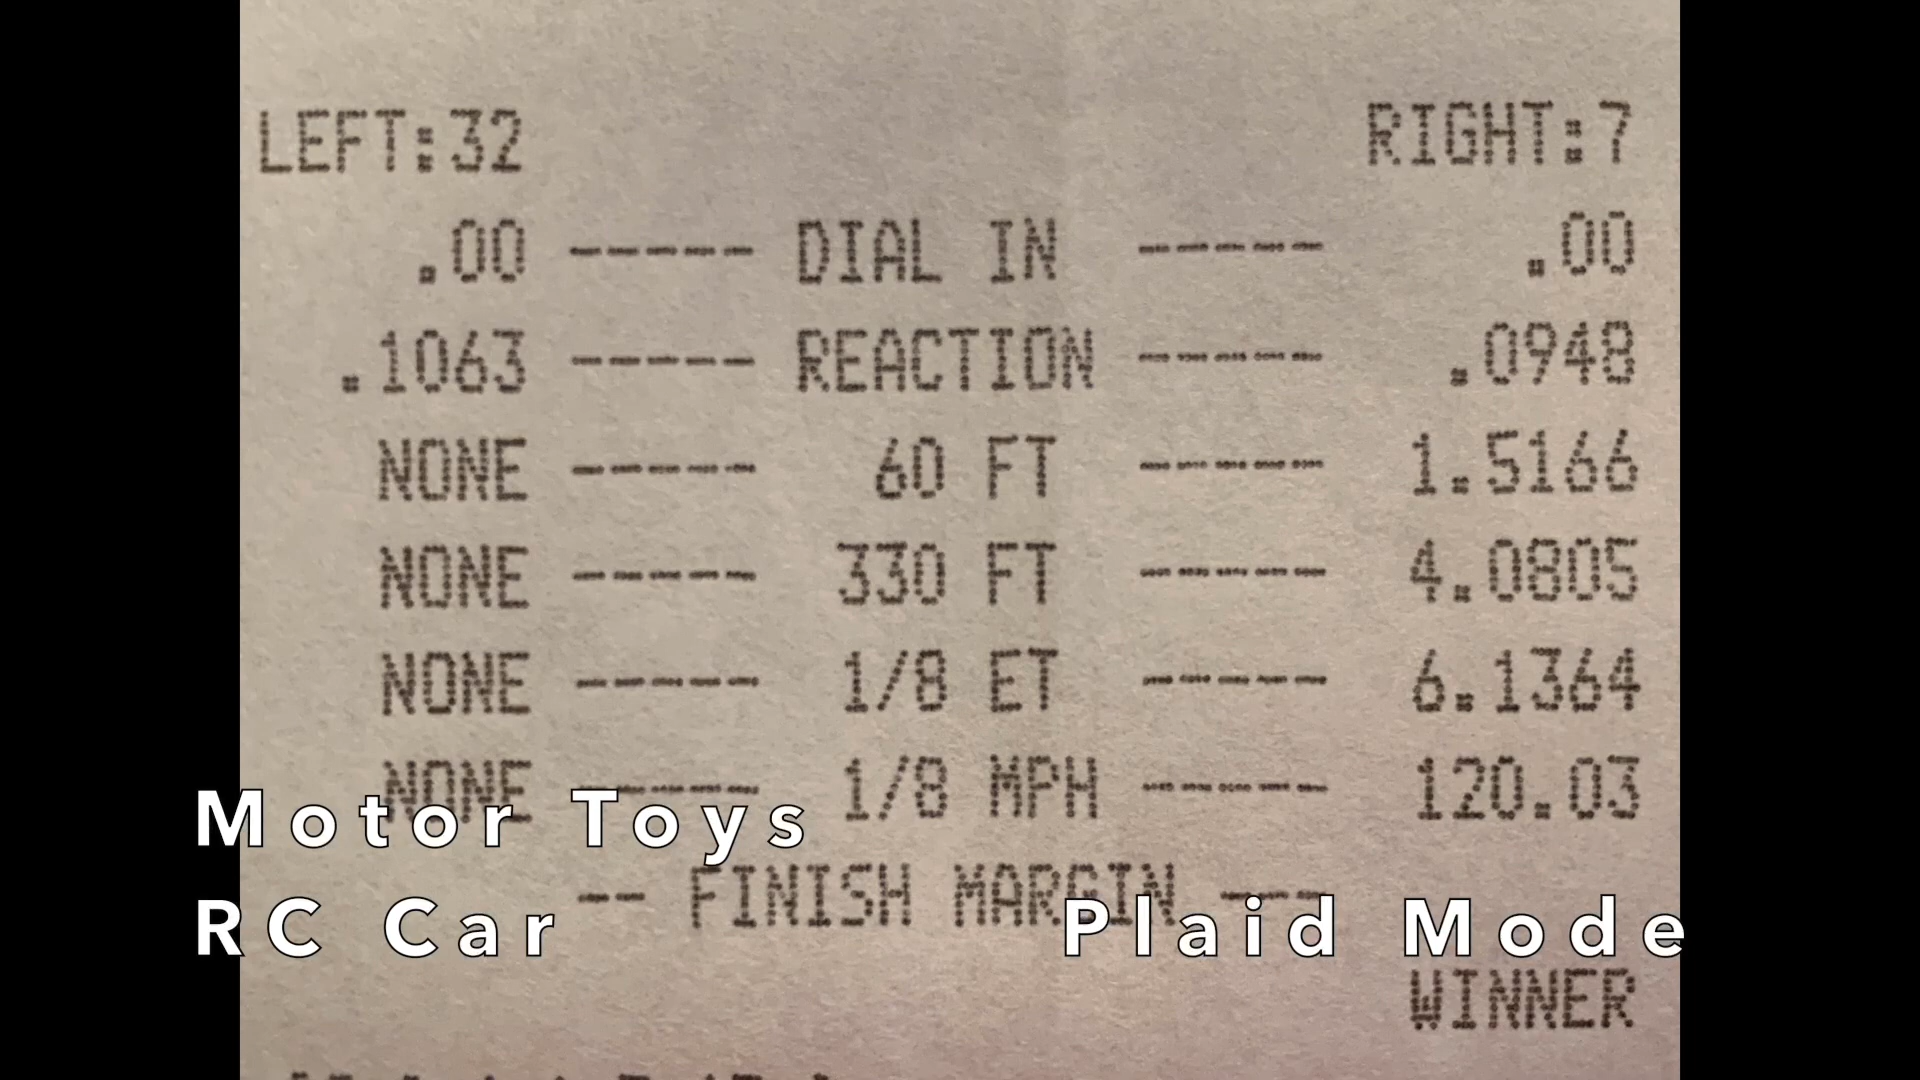 LEFT:32 RIGHT:7
.00 ----- DIAL IN ----- .00
.1063 ----- REACTION ----- .0948
NONE ----- 60 FT ----- 1.5166
NONE ----- 330 FT ----- 4.0805
NONE ----- 1/8 ET ----- 6.1364
NONE ----- 1/8 MPH ----- 120.03
Motor Toys
-- FINISH MARGIN ---
RC Car Plaid Mode
WINNER